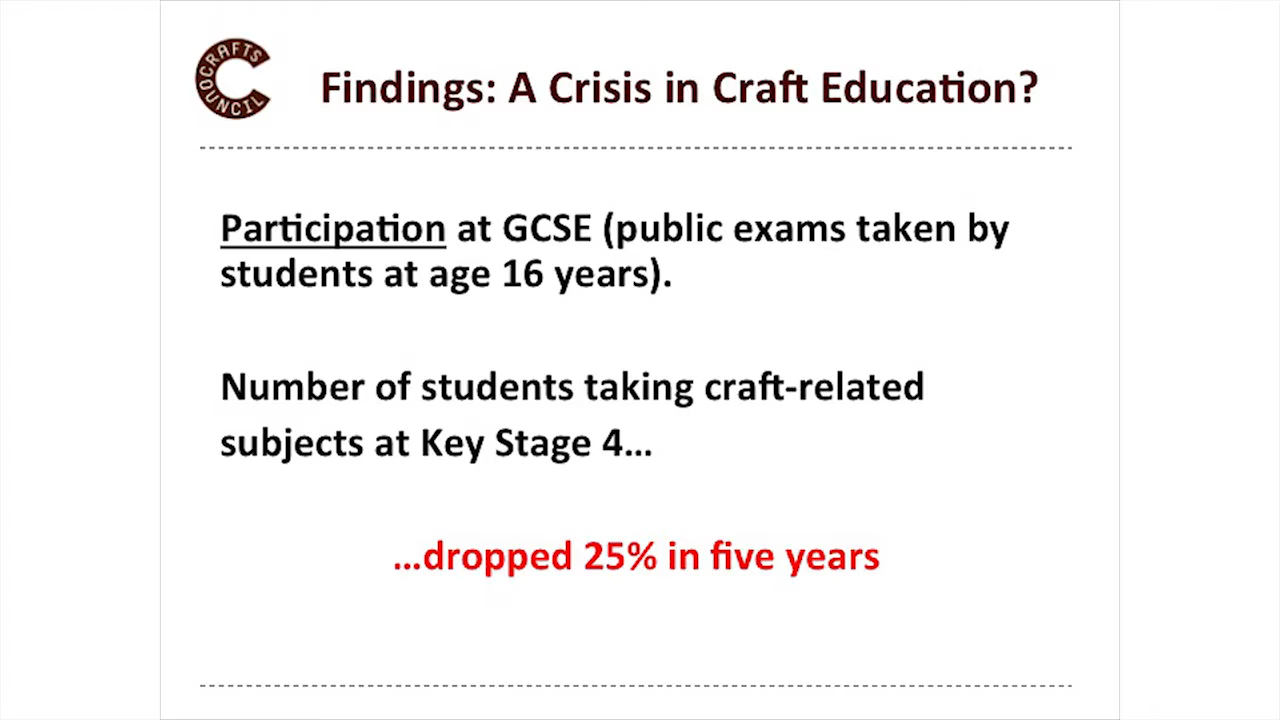 CRAFTS
COUNCIL
Findings: A Crisis in Craft Education?
Participation at GCSE (public exams taken by
students at age 16 years).
Number of students taking craft-related
subjects at Key Stage 4...
...dropped 25% in five years